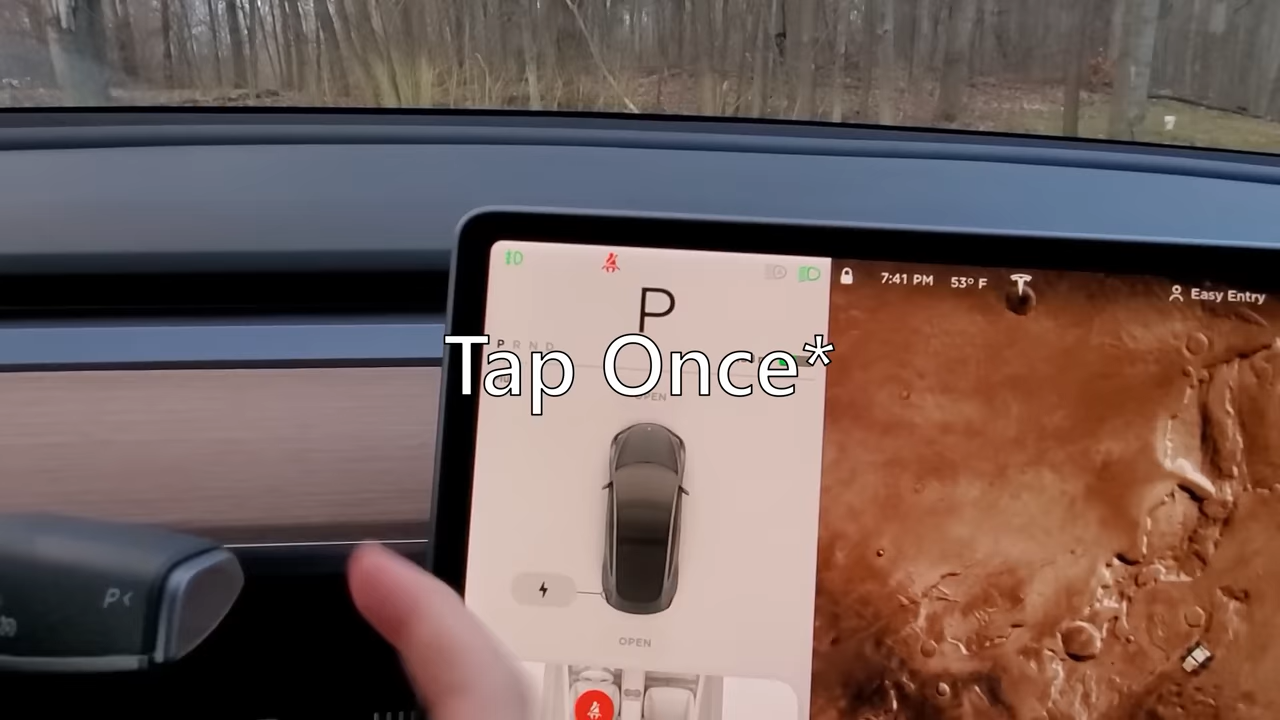 P
7:41 PM 53° F
Easy Entry
P R N D
Tap Once*
OPEN
P<
OPEN